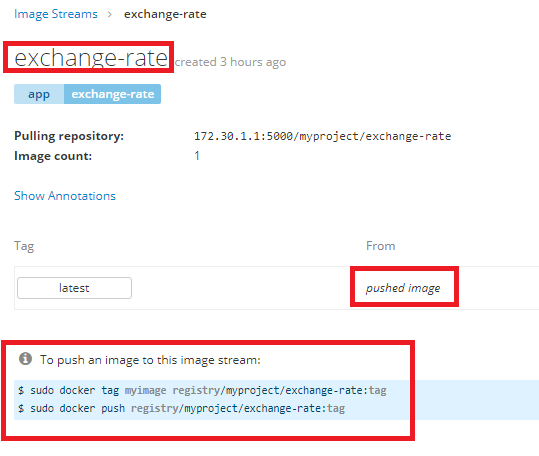 Image Streams › exchange-rate
exchange-rate created 3 hours ago
app exchange-rate
Pulling repository: 172.30.1.1:5000/myproject/exchange-rate
Image count: 1
Show Annotations
Tag From
latest pushed image
To push an image to this image stream:
$ sudo docker tag myimage registry/myproject/exchange-rate:tag
$ sudo docker push registry/myproject/exchange-rate:tag